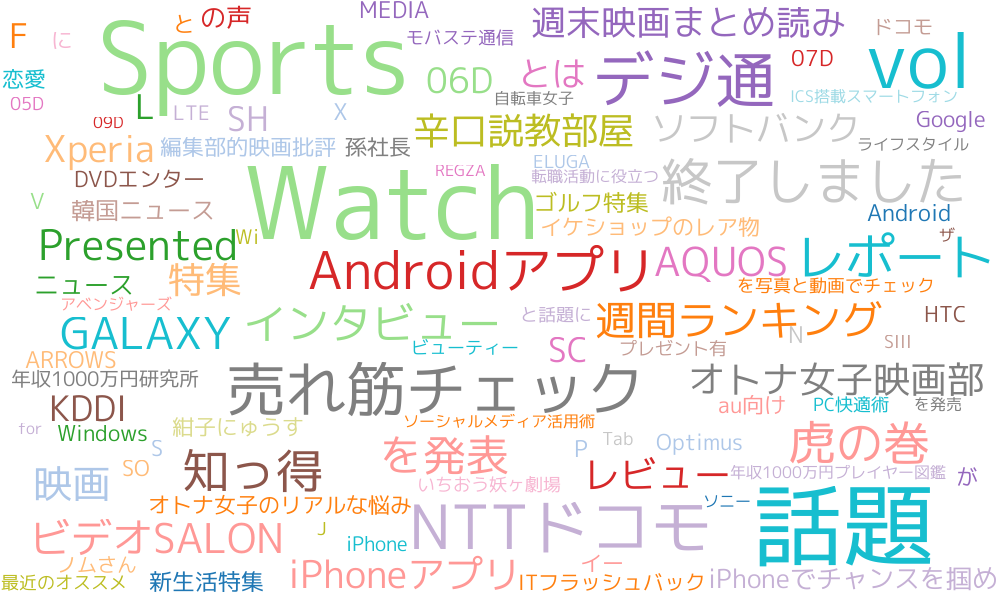 MEDIA
の声
と
F
に
Sports
モバステ通信
週末映画まとめ読み
ドコモ
vol
恋愛
05D
06D
とは
デジ通
07D
自転車女子
ICS搭載スマートフォン
L
LTE
SH
X
09D
辛口説教部屋
ソフトバンク
Google
Xperia
編集部的映画批評
孫社長
ライフスタイル
ELUGA
REGZA
転職活動に役立つ
終了しました
DVDエンター
Watch
V
韓国ニュース
ゴルフ特集
Android
イケショップのレア物
ザ
Wi
Presented
Androidアプリ
AQUOS
レポート
ニュース
特集
を写真と動画でチェック
アベンジャーズ
インタビュー
と話題に
週間ランキング
HTC
GALAXY
N
SIII
ビューティー
SC
プレゼント有
ARROWS
年収1000万円研究所
売れ筋チェック
オトナ女子映画部
KDDI
au向け
PC快適術
を発売
for
Windows
紺子にゅうす
ソーシャルメディア活用術
虎の巻
S
P
Tab
Optimus
を発表
SO
知っ得
映画
レビュー
年収1000万円プレイヤー図鑑
が
いちおう妖ヶ劇場
オトナ女子のリアルな悩み
ソニー
話題
J
NTTドコモ
ビデオSALON
iPhone
ノムさん
イー
最近のオススメ
新生活特集
iPhoneアプリ
ITフラッシュバック
iPhoneでチャンスを掴め